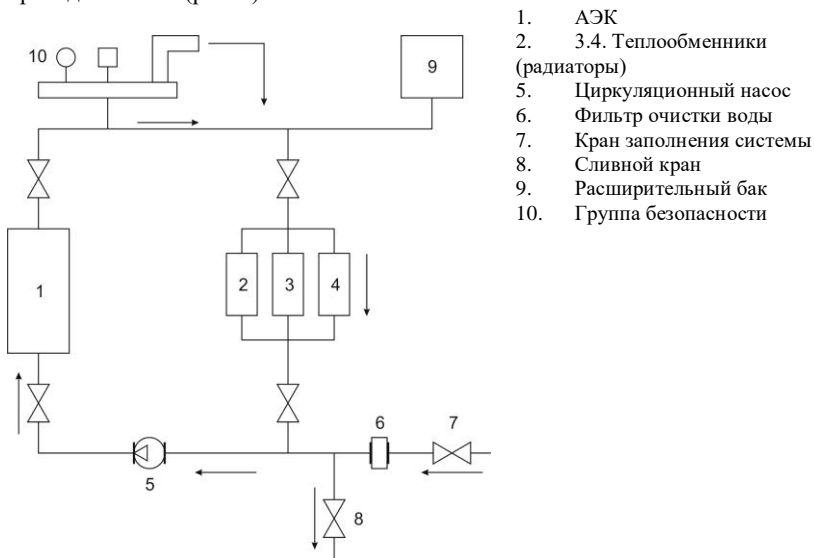 1. АЭК
2. 3.4. Теплообменники
(радиаторы)
5. Циркуляционный насос
6. Фильтр очистки воды
7. Кран заполнения системы
8. Сливной кран
9. Расширительный бак
10. Группа безопасности
10
9
1
2
3
4
6
7
5
8